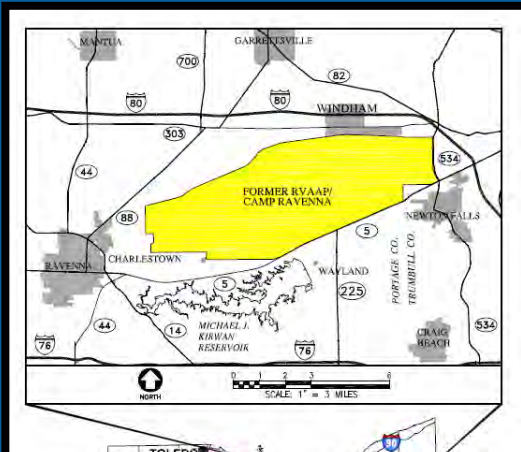 MANTUA
GARRETTSVILLE
700
82
80
80
WINDHAM
303
44
534
FORMER RVAAP/
CAMP RAVENNA
88
NEWTON FALLS
5
CHARLESTOWN
RAVENNA
WAYLAND
PORTAGE CO.
TRUMBULL CO.
5
225
44
14
MICHAEL J.
KIRWAN
RESERVOIR
534
CRAIG
BEACH
76
76
NORTH
0 1 2 3 6
SCALE: 1" = 3 MILES
TOLEDO
90